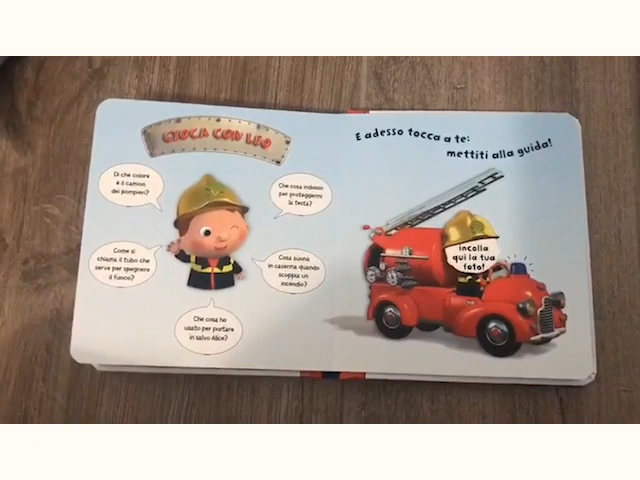 GIOCA CON LEO
Di che colore
è il camion
dei pompieri?
Che cosa indosso
per proteggermi
la testa?
Come si
chiama il tubo che
serve per spegnere
il fuoco?
Cosa suona
in caserma quando
scoppia un
incendio?
Che cosa ho
usato per portare
in salvo Alice?
E adesso tocca a te:
mettiti alla guida!
incolla
qui la tua
foto!